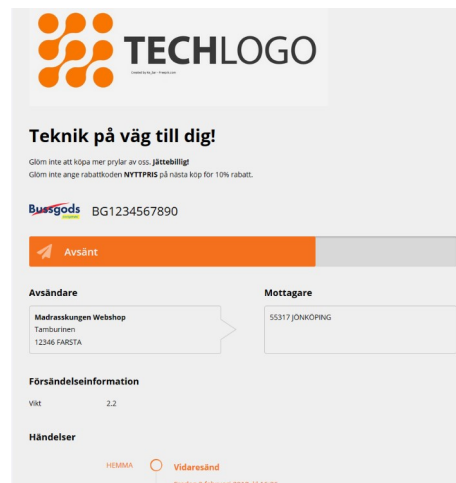 TECHLOGO
Teknik på väg till dig!
Glöm inte att köpa mer prylar av oss. Jättebillig!
Glöm inte ange rabattkoden NYTTPRIS på nästa köp för 10% rabatt.
Bussgods BG1234567890
Avsänt
Avsändare Mottagare
Madrasskungen Webshop 55317 JÖNKÖPING
Tamburinen
12346 FARSTA
Försändelseinformation
Vikt 2.2
Händelser
HEMMA Vidaresänd